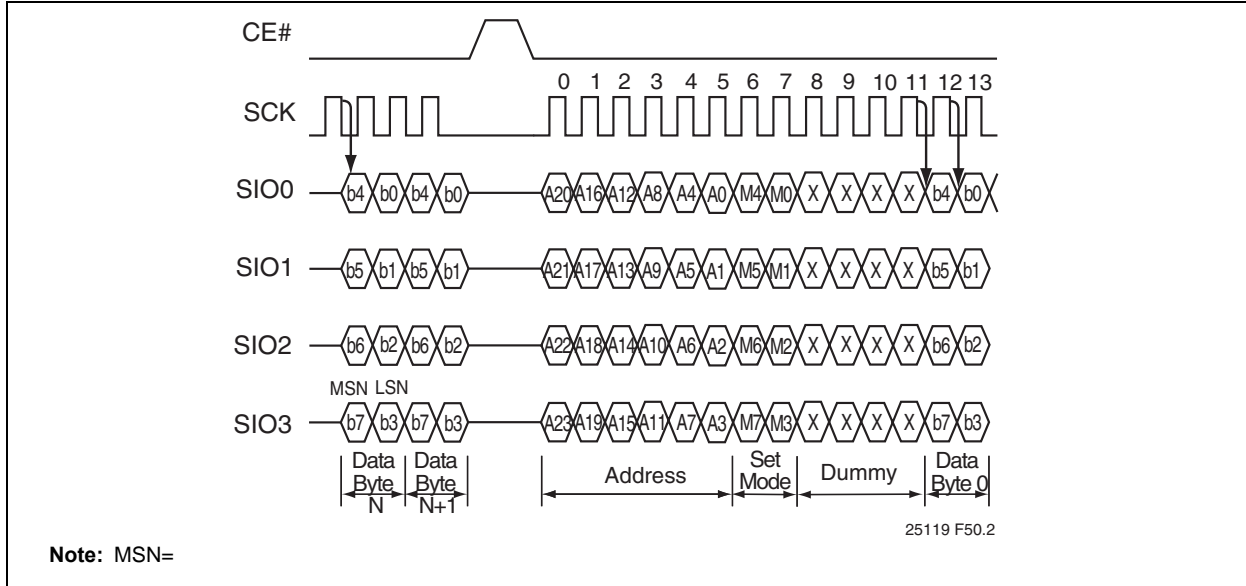 CE#
0 1 2 3 4 5 6 7 8 9 10 11 12 13
SCK
SIO0 b4 b0 b4 b0 A20 A16 A12 A8 A4 A0 M4 M0 X X X X b4 b0
SIO1 b5 b1 b5 b1 A21 A17 A13 A9 A5 A1 M5 M1 X X X X b5 b1
SIO2 b6 b2 b6 b2 A22 A18 A14 A10 A6 A2 M6 M2 X X X X b6 b2
MSN LSN
SIO3 b7 b3 b7 b3 A23 A19 A15 A11 A7 A3 M7 M3 X X X X b7 b3
Data Byte N
Data Byte N+1
Address
Set Mode
Dummy
Data Byte 0
25119 F50.2
Note: MSN=